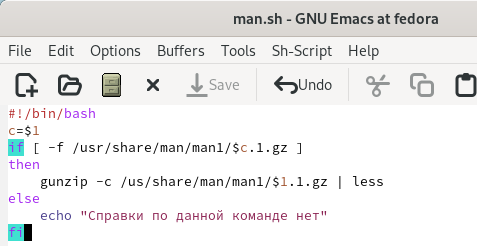 man.sh - GNU Emacs at fedora
File Edit Options Buffers Tools Sh-Script Help
Save Undo
#!/bin/bash
c=$1
if [ -f /usr/share/man/man1/$c.1.gz ]
then
    gunzip -c /us/share/man/man1/$1.1.gz | less
else
    echo "Справки по данной команде нет"
fi